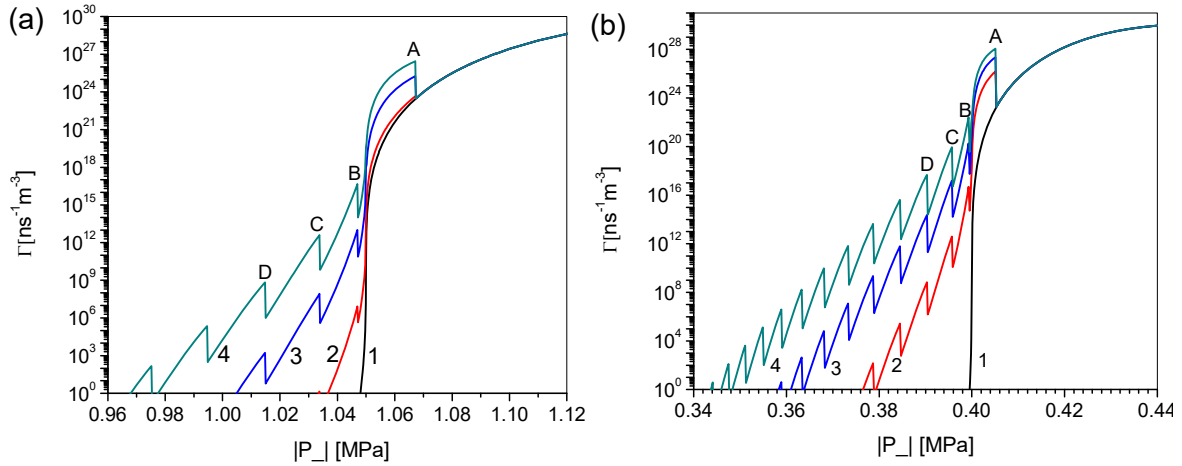 (a)
10^30
10^27
10^24
10^21
10^18
10^15
10^12
10^9
10^6
10^3
10^0
Γ[ns^-1m^-3]
A
B
C
D
4
3
2
1
0.96 0.98 1.00 1.02 1.04 1.06 1.08 1.10 1.12
|P_| [MPa]
(b)
10^28
10^24
10^20
10^16
10^12
10^8
10^4
10^0
Γ[ns^-1m^-3]
A
B
C
D
4
3
2
1
0.34 0.36 0.38 0.40 0.42 0.44
|P_| [MPa]